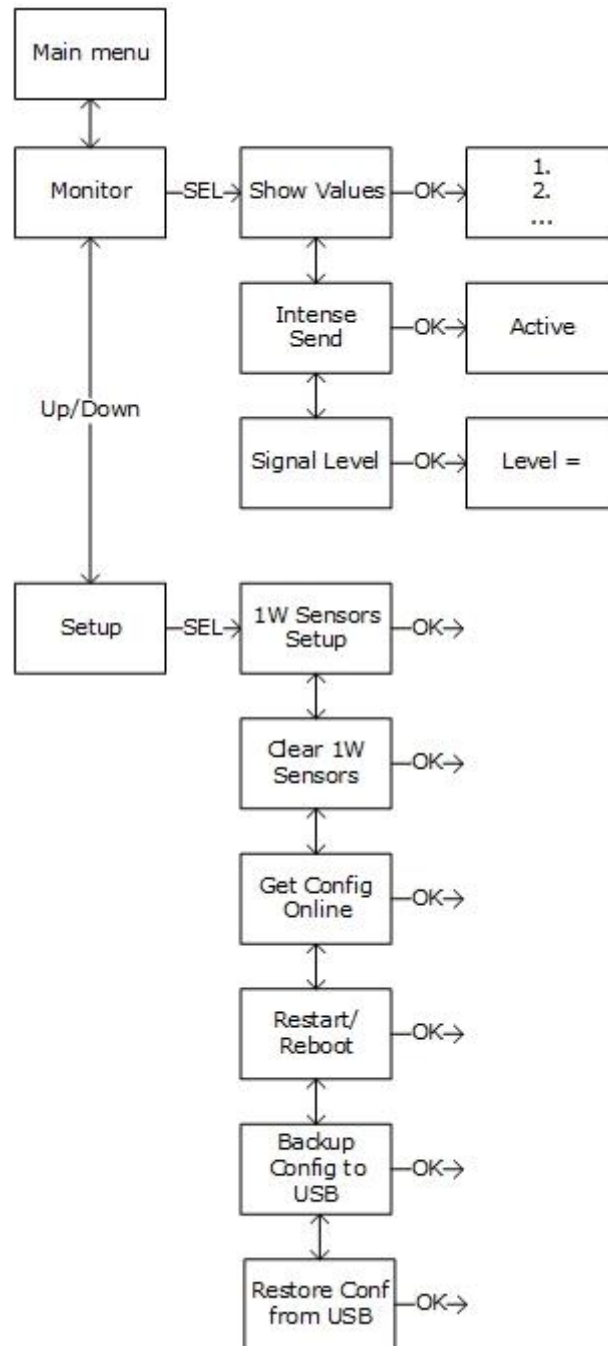 Main menu
Monitor
SEL
Show Values
OK
1.
2.
...
Intense
Send
OK
Active
Up/Down
Signal Level
OK
Level =
Setup
SEL
1W Sensors
Setup
OK
Clear 1W
Sensors
OK
Get Config
Online
OK
Restart/
Reboot
OK
Backup
Config to
USB
OK
Restore Conf
from USB
OK